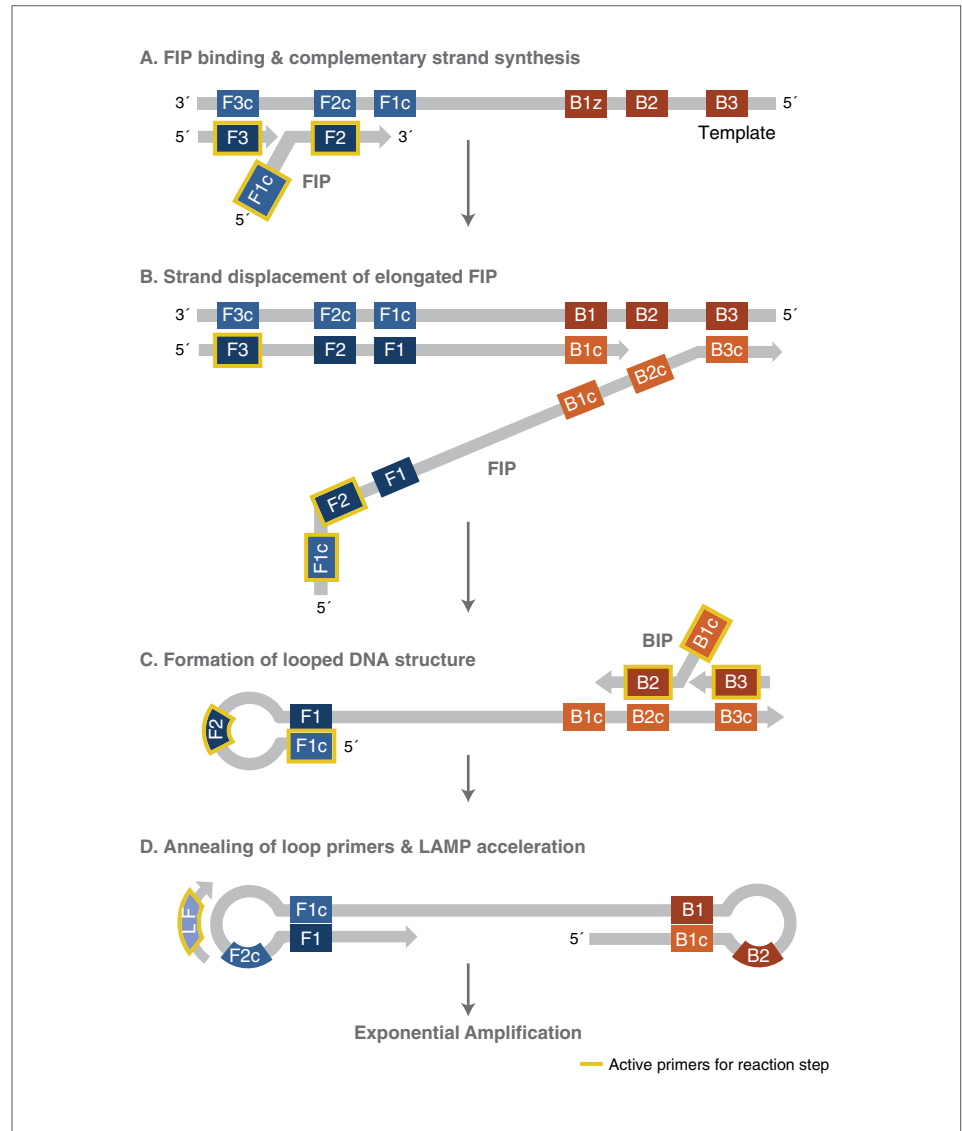 A. FIP binding & complementary strand synthesis
3´ F3c F2c F1c B1z B2 B3 5´
5´ F3 F2 3´ Template
F1c FIP
5´
B. Strand displacement of elongated FIP
3´ F3c F2c F1c B1 B2 B3 5´
5´ F3 F2 F1 B1c B3c
B2c
B1c
FIP
F1
F2
F1c
5´
B1c
BIP
C. Formation of looped DNA structure
B2 B3
F2 F1 B1c B2c B3c
F1c 5´
D. Annealing of loop primers & LAMP acceleration
LF F1c B1
F1 5´ B1c
F2c B2
Exponential Amplification
Active primers for reaction step